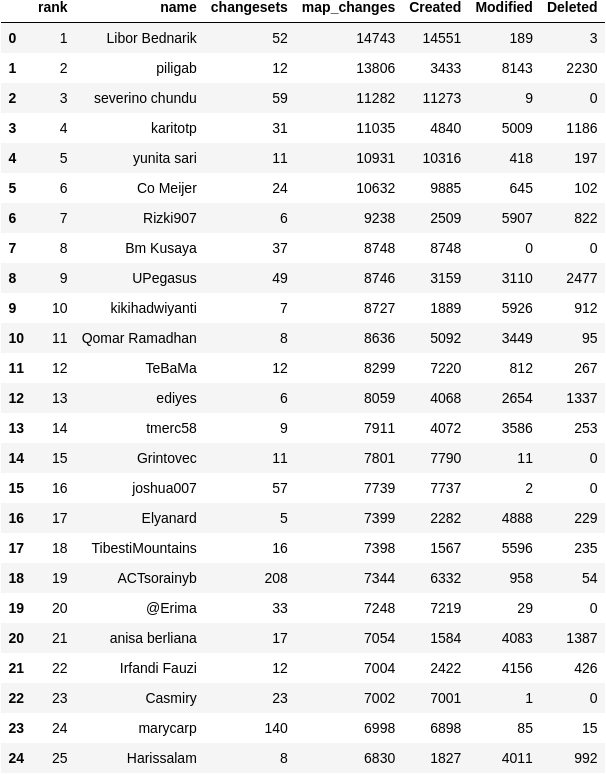 rank name changesets map_changes Created Modified Deleted
0 1 Libor Bednarik 52 14743 14551 189 3
1 2 piligab 12 13806 3433 8143 2230
2 3 severino chundu 59 11282 11273 9 0
3 4 karitotp 31 11035 4840 5009 1186
4 5 yunita sari 11 10931 10316 418 197
5 6 Co Meijer 24 10632 9885 645 102
6 7 Rizki907 6 9238 2509 5907 822
7 8 Bm Kusaya 37 8748 8748 0 0
8 9 UPegasus 49 8746 3159 3110 2477
9 10 kikihadwiyanti 7 8727 1889 5926 912
10 11 Qomar Ramadhan 8 8636 5092 3449 95
11 12 TeBaMa 12 8299 7220 812 267
12 13 ediyes 6 8059 4068 2654 1337
13 14 tmerc58 9 7911 4072 3586 253
14 15 Grintovec 11 7801 7790 11 0
15 16 joshua007 57 7739 7737 2 0
16 17 Elyanard 5 7399 2282 4888 229
17 18 TibestiMountains 16 7398 1567 5596 235
18 19 ACTsorainyb 208 7344 6332 958 54
19 20 @Erima 33 7248 7219 29 0
20 21 anisa berliana 17 7054 1584 4083 1387
21 22 Irfandi Fauzi 12 7004 2422 4156 426
22 23 Casmiry 23 7002 7001 1 0
23 24 marycarp 140 6998 6898 85 15
24 25 Harissalam 8 6830 1827 4011 992